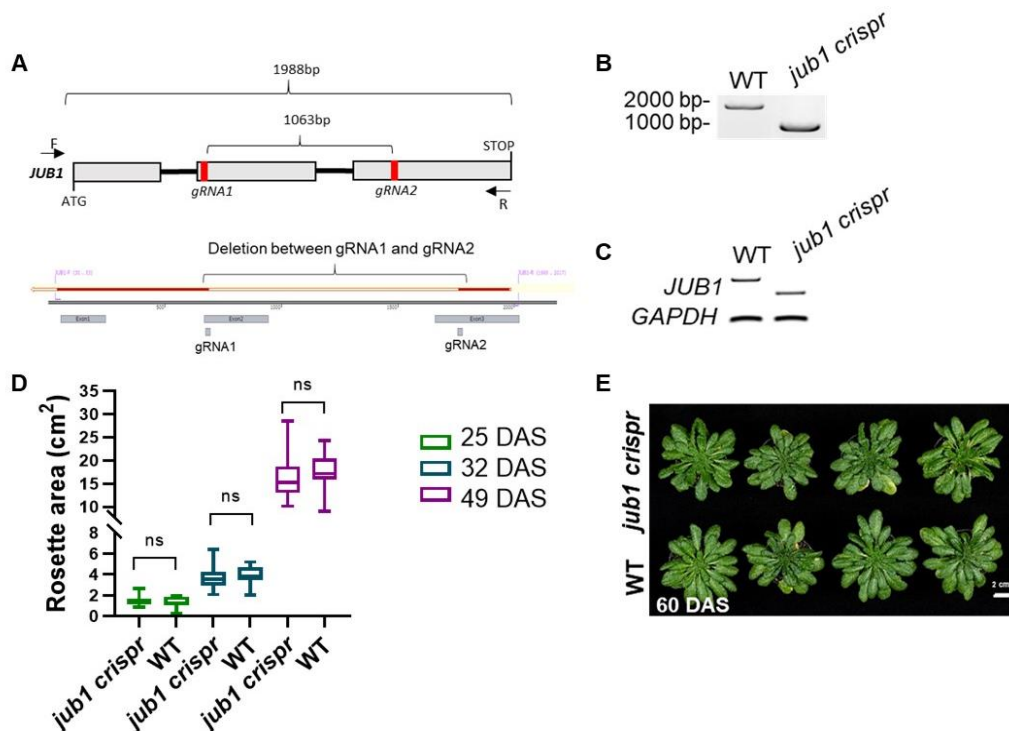 A
1988bp
1063bp
F
STOP
JUB1
gRNA1
gRNA2
ATG
R
Deletion between gRNA1 and gRNA2
Exon1
Exon2
Exon3
gRNA1
gRNA2
B
WT
jub1 crispr
2000 bp-
1000 bp-
C
WT
jub1 crispr
JUB1
GAPDH
D
Rosette area (cm²)
35
30
25
20
15
10
8
6
4
2
0
ns
ns
ns
jub1 crispr
WT
jub1 crispr
WT
jub1 crispr
WT
25 DAS
32 DAS
49 DAS
E
jub1 crispr
WT
60 DAS
2 cm